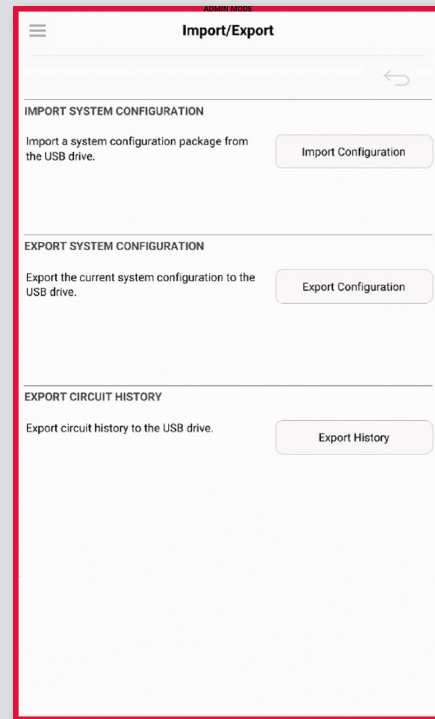 ADMIN MODE
Import/Export
IMPORT SYSTEM CONFIGURATION
Import a system configuration package from
the USB drive.
Import Configuration
EXPORT SYSTEM CONFIGURATION
Export the current system configuration to the
USB drive.
Export Configuration
EXPORT CIRCUIT HISTORY
Export circuit history to the USB drive.
Export History